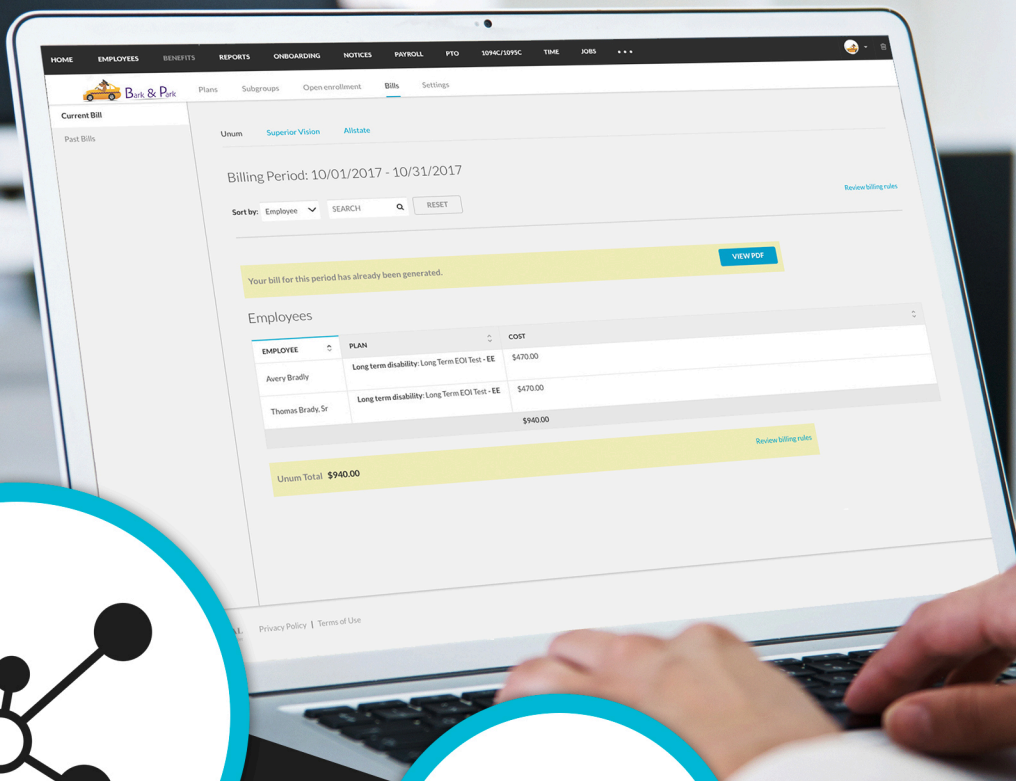 HOME EMPLOYEES BENEFITS REPORTS ONBOARDING NOTICES PAYROLL PTO 1094C/1095C TIME JOBS
Bark & Park Plans Subgroups Open enrollment Bills Settings
Current Bill
Past Bills
Unum Superior Vision Allstate
Billing Period: 10/01/2017 - 10/31/2017
Review billing rules
Sort by: Employee SEARCH RESET
Your bill for this period has already been generated. VIEW PDF
Employees
EMPLOYEE PLAN COST
Avery Bradly Long term disability: Long Term EOI Test - EE $470.00
Thomas Brady, Sr Long term disability: Long Term EOI Test - EE $470.00
$940.00
Unum Total $940.00 Review billing rules
Privacy Policy | Terms of Use